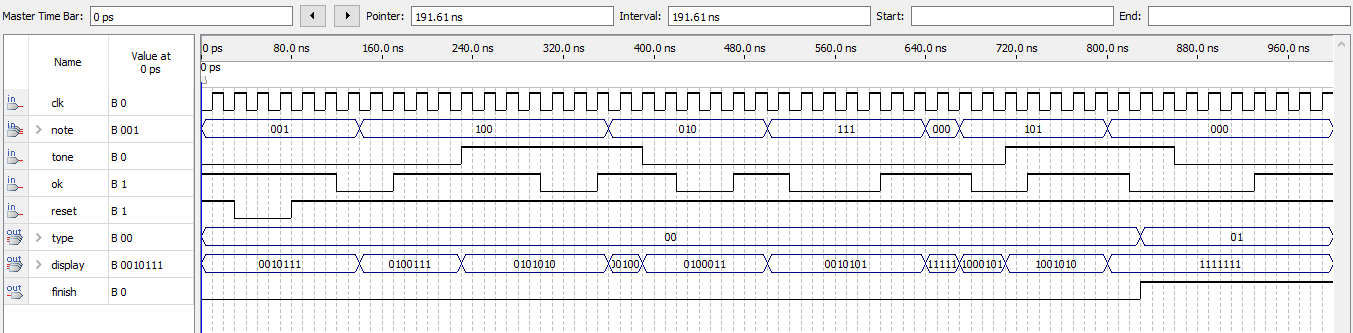 Master Time Bar: 0 ps Pointer: 191.61 ns Interval: 191.61 ns Start: End:
Name Value at 0 ps
0 ps 80.0 ns 160.0 ns 240.0 ns 320.0 ns 400.0 ns 480.0 ns 560.0 ns 640.0 ns 720.0 ns 800.0 ns 880.0 ns 960.0 ns
0 ps
in clk B 0
in note B 001 001 100 010 111 000 101 000
in tone B 0
in ok B 1
in reset B 1
out type B 00 00 01
out display B 0010111 0010111 0100111 0101010 0100011 0010101 1000101 1001010 1111111
out finish B 0